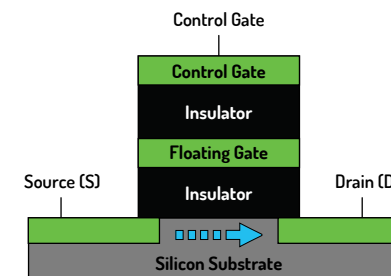 Control Gate
Control Gate
Insulator
Floating Gate
Source (S)
Drain (D
Insulator
Silicon Substrate